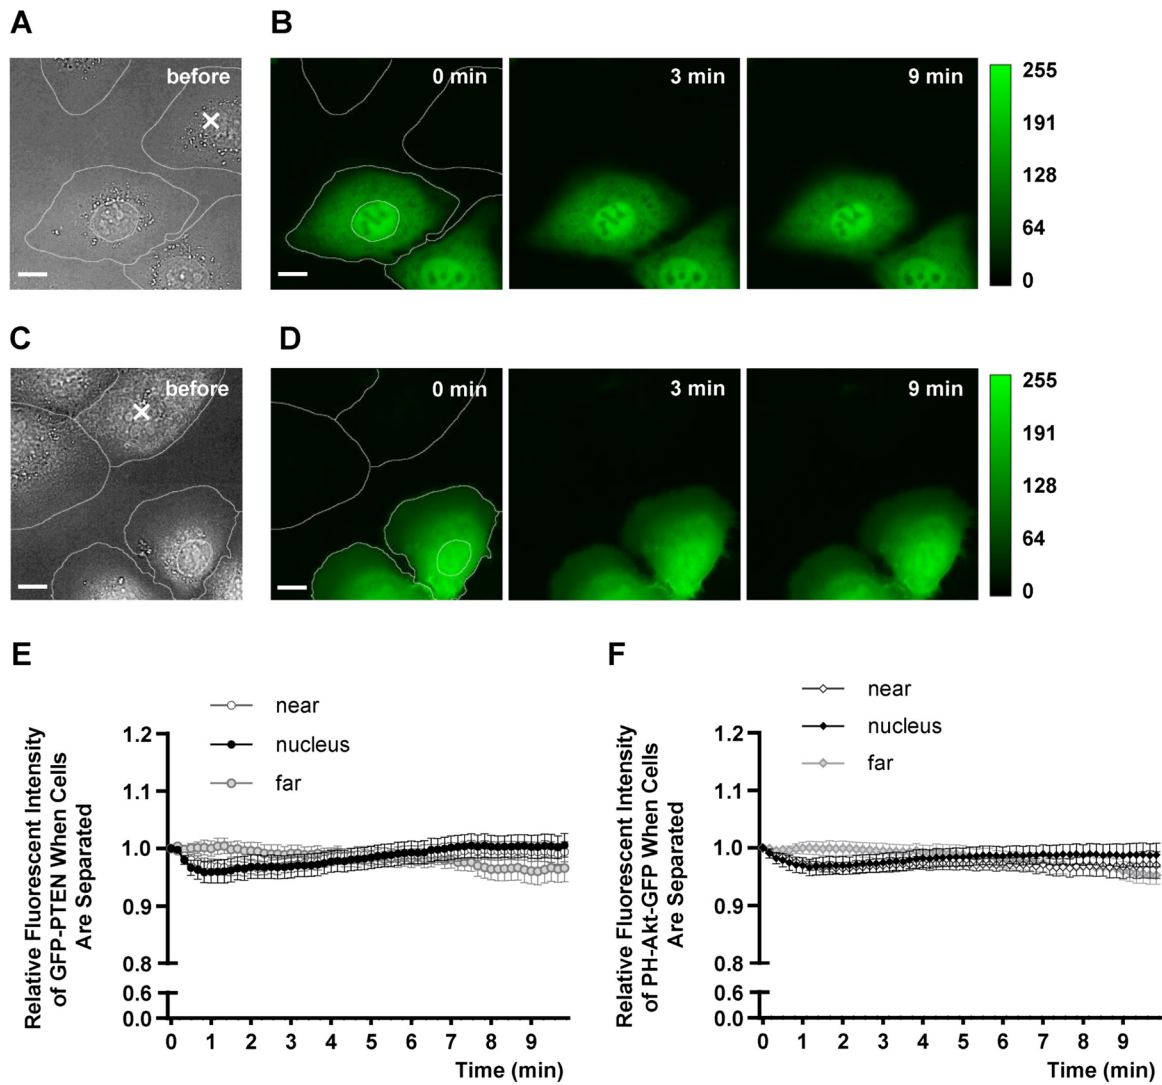 A
B
before
0 min
3 min
9 min
255
191
128
64
0
C
D
before
0 min
3 min
9 min
255
191
128
64
0
E
near
nucleus
far
Relative Fluorescent Intensity
of GFP-PTEN When Cells
Are Separated
1.2
1.1
1.0
0.9
0.8
0.6
0.0
0 1 2 3 4 5 6 7 8 9
Time (min)
F
near
nucleus
far
Relative Fluorescent Intensity
of PH-Akt-GFP When Cells
Are Separated
1.2
1.1
1.0
0.9
0.8
0.6
0.0
0 1 2 3 4 5 6 7 8 9
Time (min)